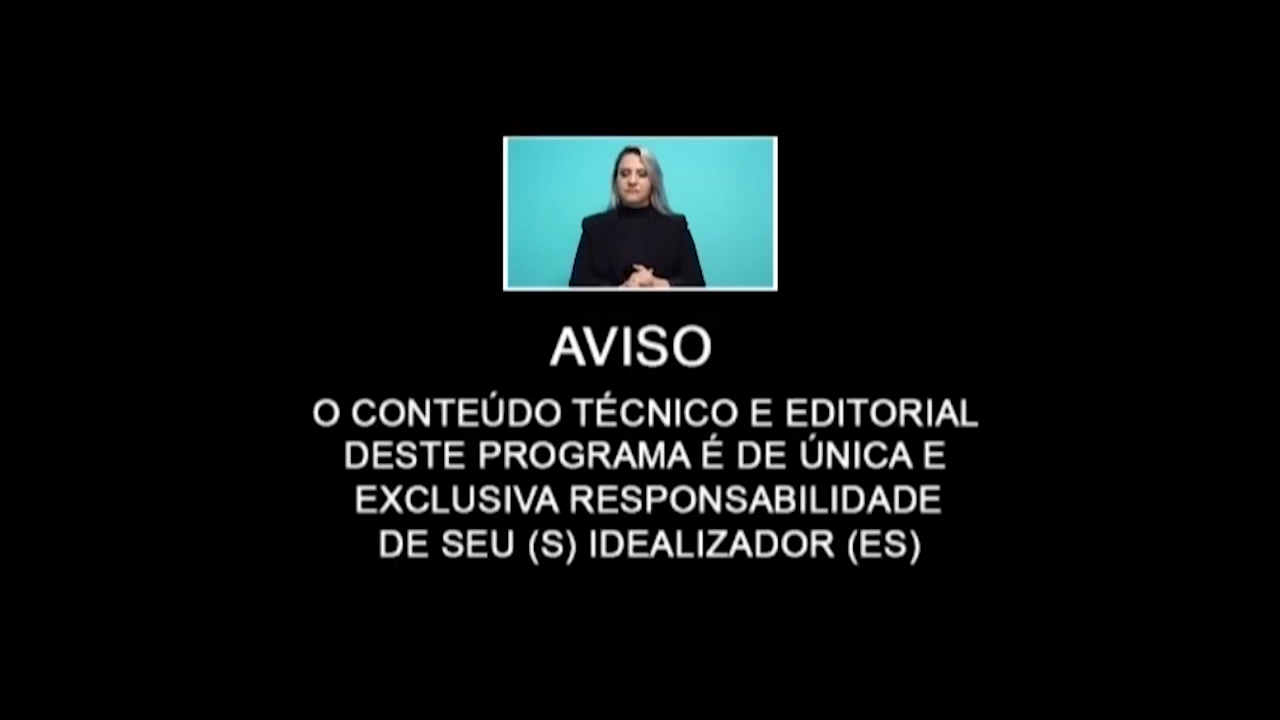 AVISO
O CONTEÚDO TÉCNICO E EDITORIAL
DESTE PROGRAMA É DE ÚNICA E
EXCLUSIVA RESPONSABILIDADE
DE SEU (S) IDEALIZADOR (ES)